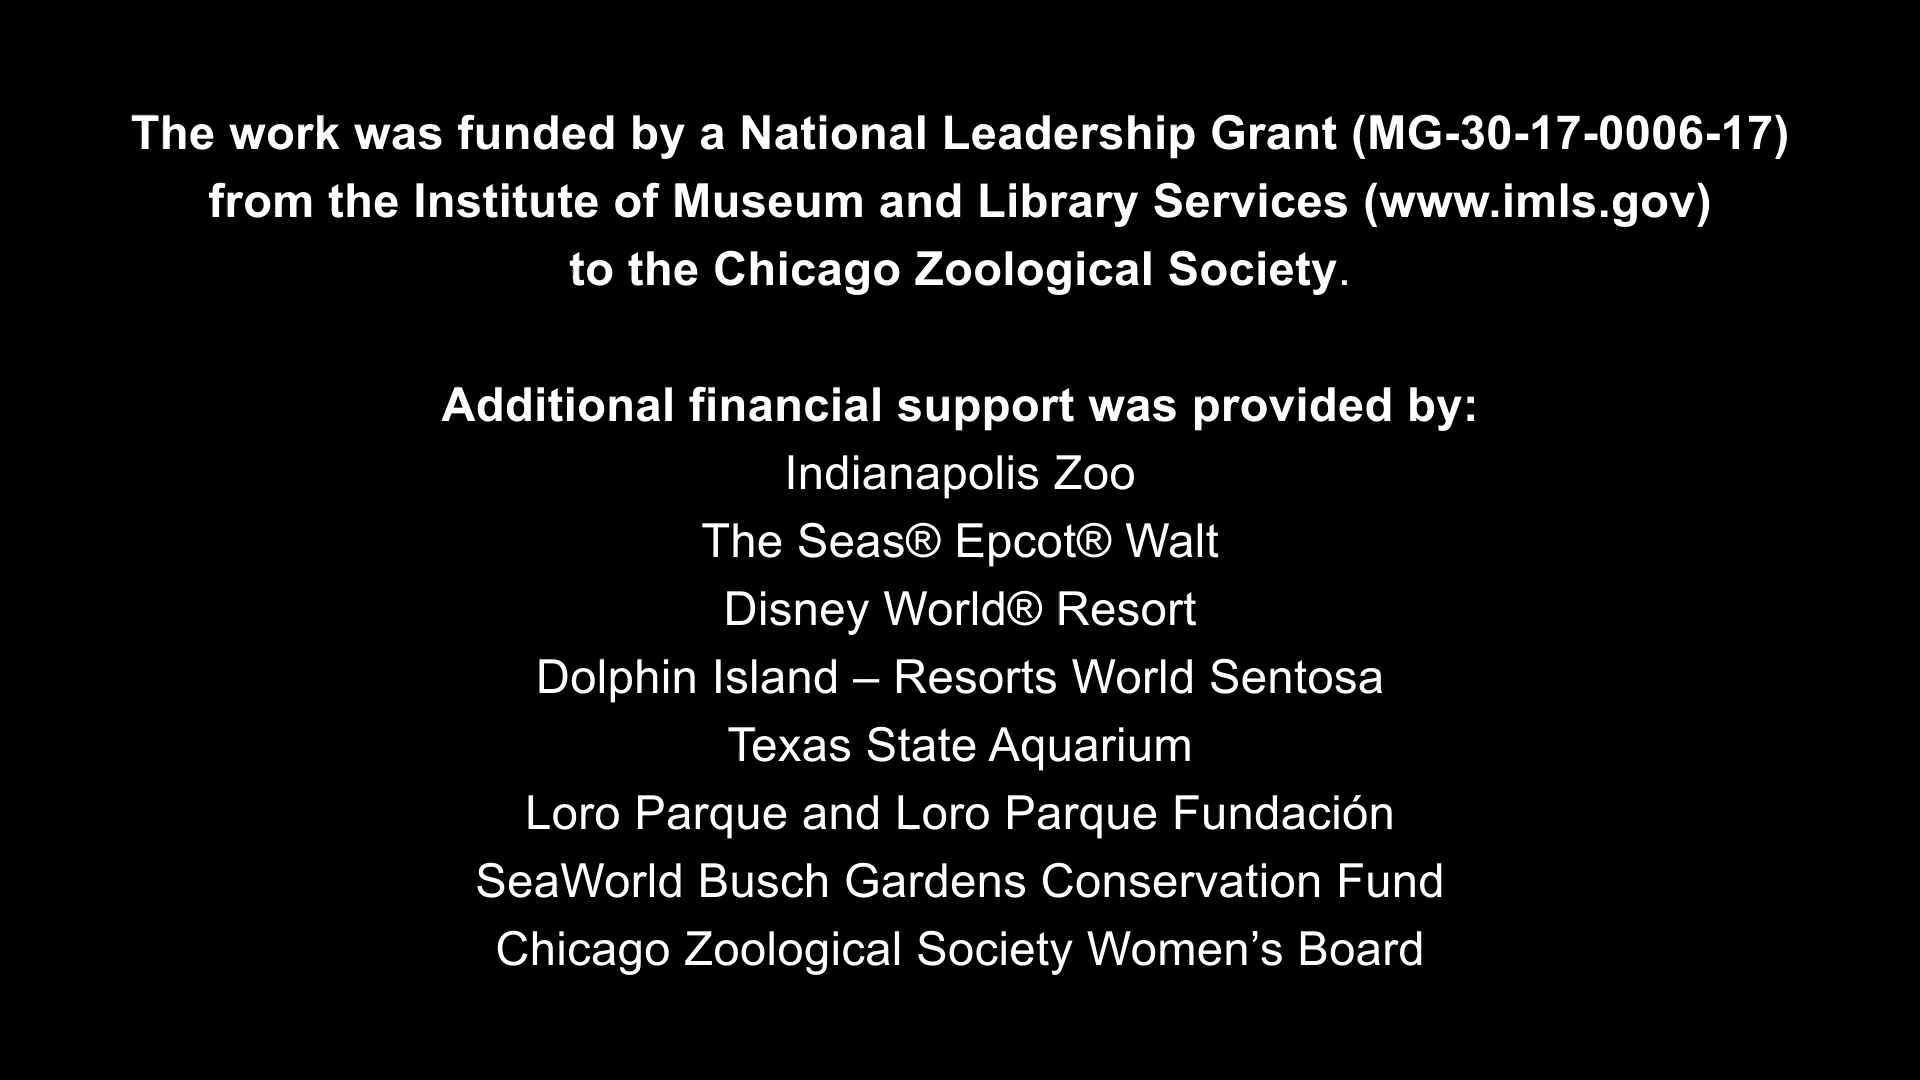 The work was funded by a National Leadership Grant (MG-30-17-0006-17)
from the Institute of Museum and Library Services (www.imls.gov)
to the Chicago Zoological Society.
Additional financial support was provided by:
Indianapolis Zoo
The Seas® Epcot® Walt
Disney World® Resort
Dolphin Island – Resorts World Sentosa
Texas State Aquarium
Loro Parque and Loro Parque Fundación
SeaWorld Busch Gardens Conservation Fund
Chicago Zoological Society Women’s Board